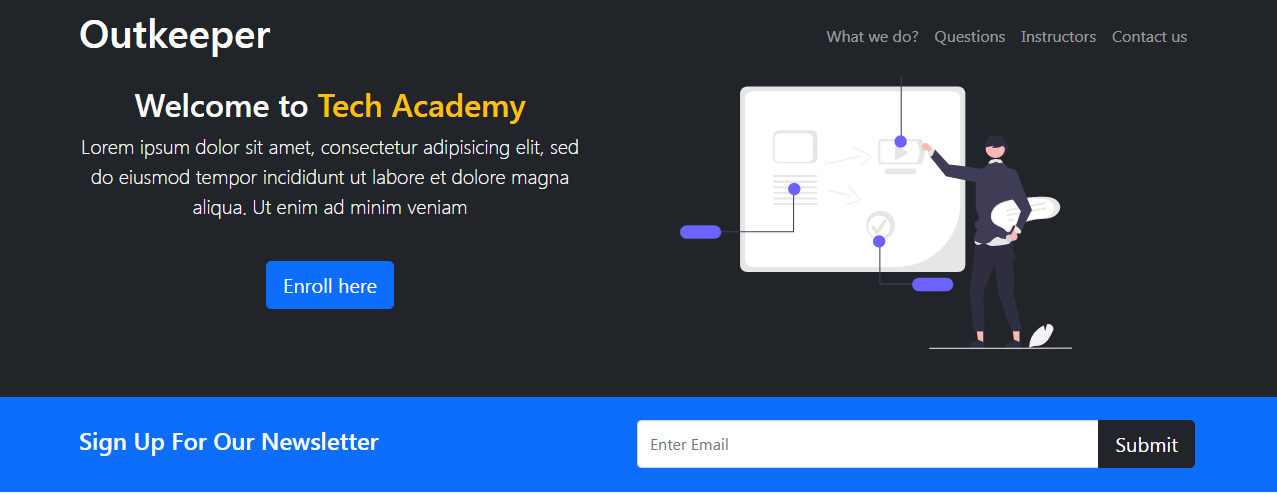 Outkeeper
What we do? Questions Instructors Contact us
Welcome to Tech Academy
Lorem ipsum dolor sit amet, consectetur adipisicing elit, sed
do eiusmod tempor incididunt ut labore et dolore magna
aliqua. Ut enim ad minim veniam
Enroll here
Sign Up For Our Newsletter
Enter Email
Submit